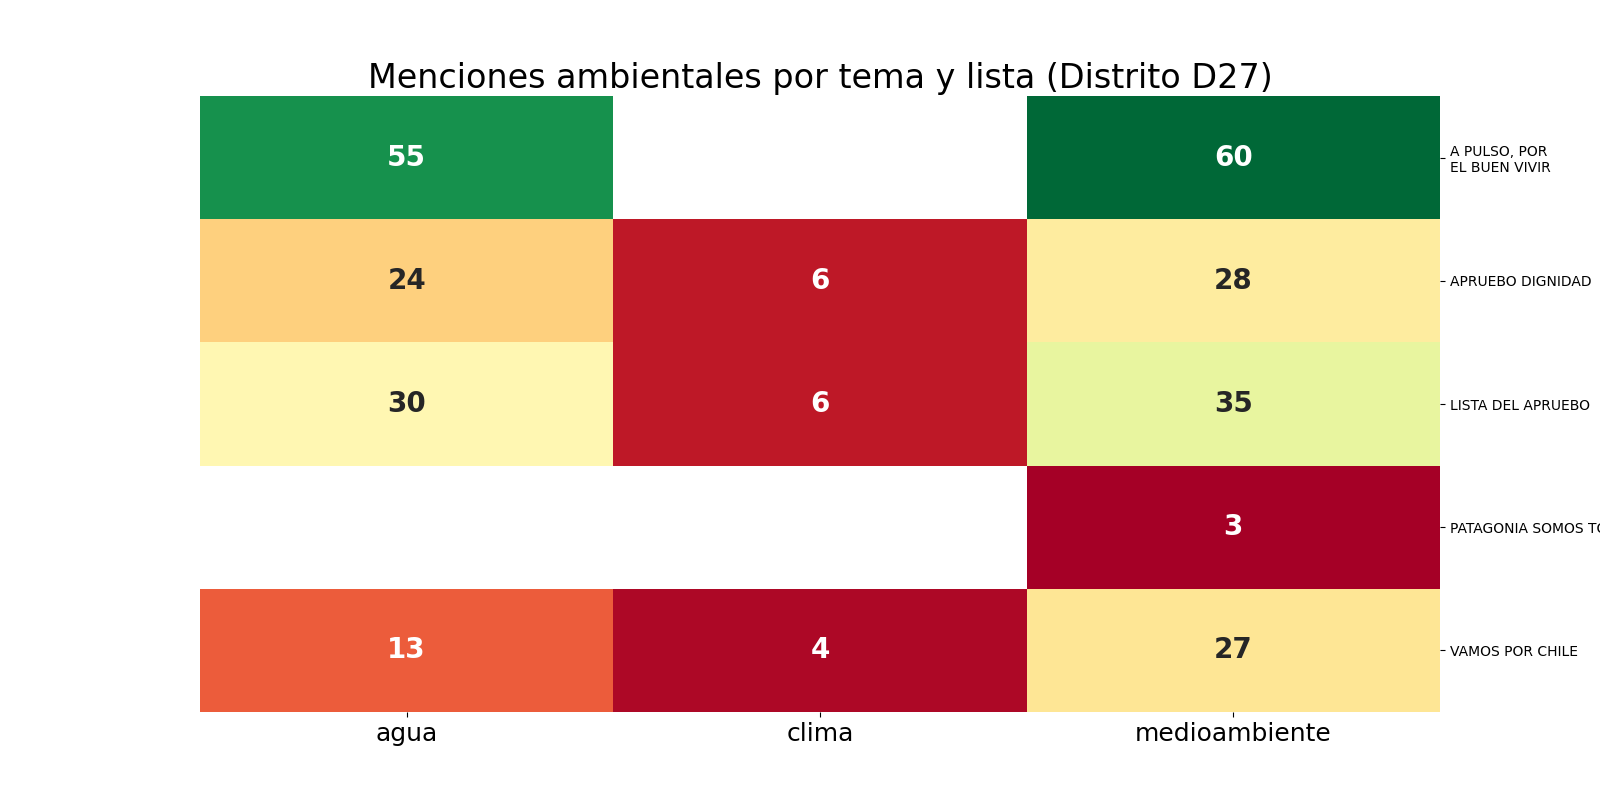 Menciones ambientales por tema y lista (Distrito D27)
55 60 A PULSO, POR
EL BUEN VIVIR
24 6 28 APRUEBO DIGNIDAD
30 6 35 LISTA DEL APRUEBO
3 PATAGONIA SOMOS
13 4 27 VAMOS POR CHILE
agua clima medioambiente